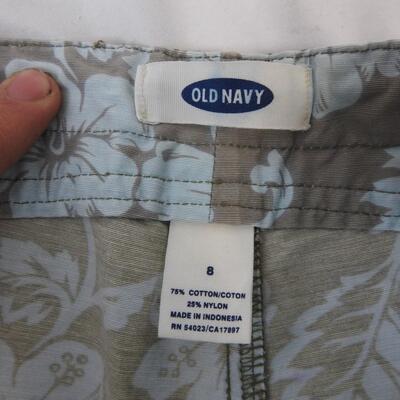 OLD NAVY
8
75% COTTON/COTON
25% NYLON
MADE IN INDONESIA
RN 54023/CA17897